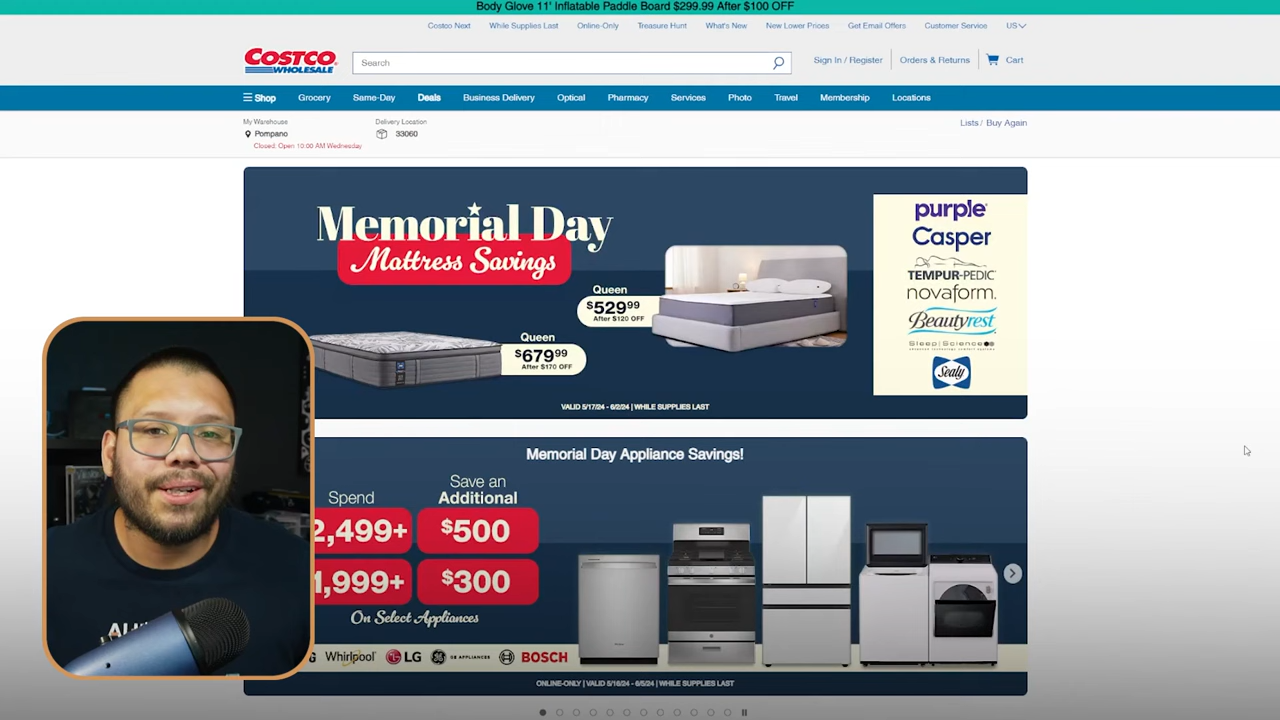 Body Glove 11' Inflatable Paddle Board $299.99 After $100 OFF
Costco Next While Supplies Last Online-Only Treasure Hunt What's New New Lower Prices Get Email Offers Customer Service US
COSTCO
WHOLESALE
Search
Sign In / Register Orders & Returns Cart
Shop Grocery Same-Day Deals Business Delivery Optical Pharmacy Services Photo Travel Membership Locations
My Warehouse Delivery Location
Pompano 33060
Closed. Open 10:00 AM Wednesday
Lists / Buy Again
Memorial Day
Mattress Savings
Queen
$529.99
After $120 OFF
Queen
$679.99
After $170 OFF
purple
Casper
TEMPUR-PEDIC
novaform.
Beautyrest
Sleep Science
Sealy
VALID 5/17/24 - 6/2/24 | WHILE SUPPLIES LAST
Memorial Day Appliance Savings!
Spend Save an Additional
2,499+ $500
1,999+ $300
On Select Appliances
G Whirlpool LG GE APPLIANCES BOSCH
ONLINE-ONLY | VALID 5/16/24 - 6/5/24 | WHILE SUPPLIES LAST